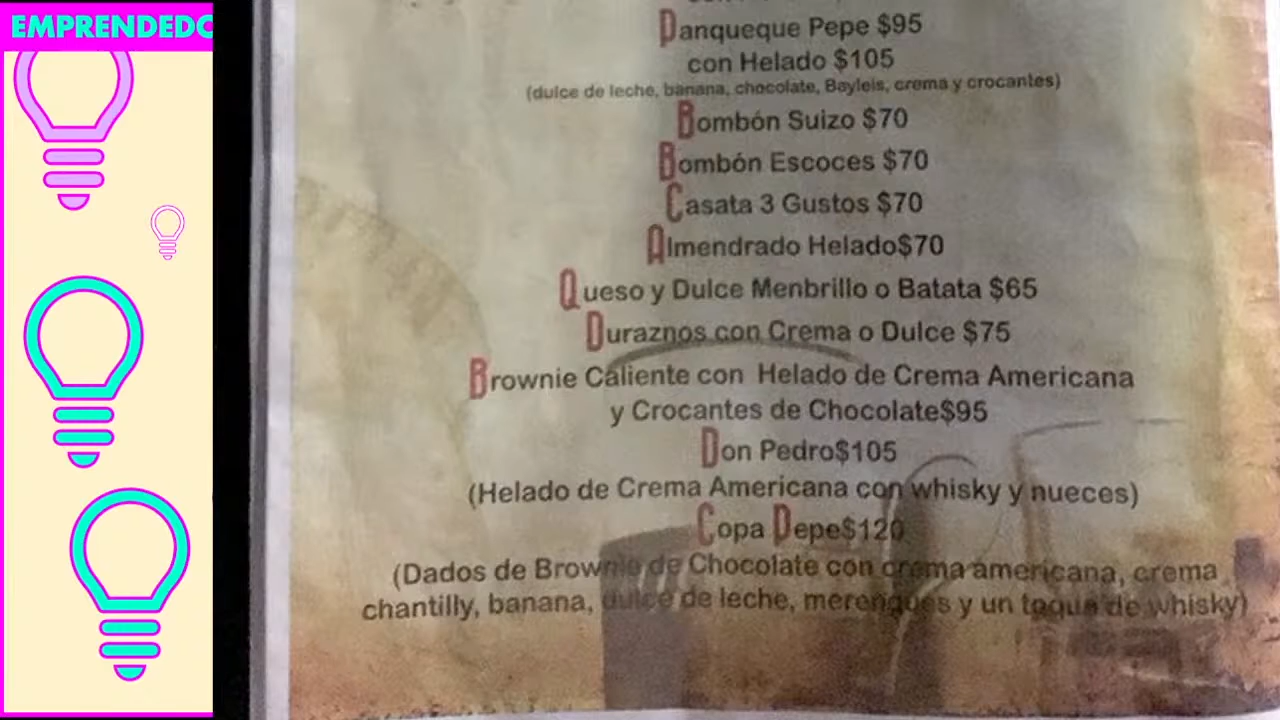 EMPRENDEDO
Panqueque Pepe $95
con Helado $105
(dulce de leche, banana, chocolate, Bayleis, crema y crocantes)
Bombón Suizo $70
Bombón Escoces $70
Casata 3 Gustos $70
Almendrado Helado$70
Queso y Dulce Menbrillo o Batata $65
Duraznos con Crema o Dulce $75
Brownie Caliente con Helado de Crema Americana
y Crocantes de Chocolate$95
Don Pedro$105
(Helado de Crema Americana con whisky y nueces)
Copa Pepe$120
(Dados de Brownie de Chocolate con crema americana, crema
chantilly, banana, dulce de leche, merengues y un toque de whisky)